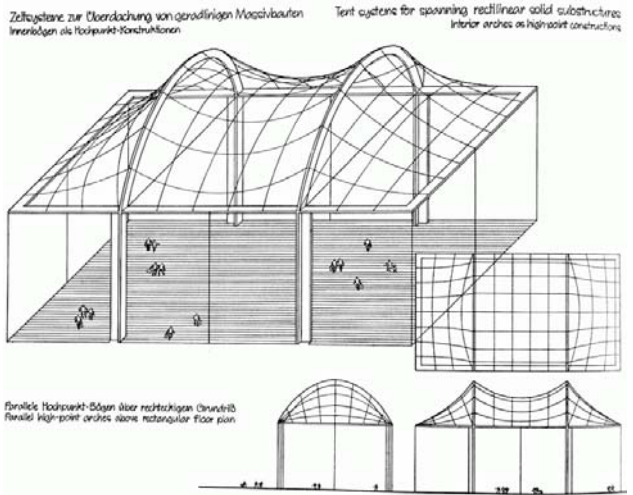 Zeltsysteme zur Überdachung von geradlinigen Massivbauten
Innenbögen als Hochpunkt-Konstruktionen
Tent systems for spanning rectilinear solid substructures
Interior arches as high-point constructions
Parallele Hochpunkt-Bögen über rechteckigem Grundriß
Parallel high-point arches above rectangular floor plan